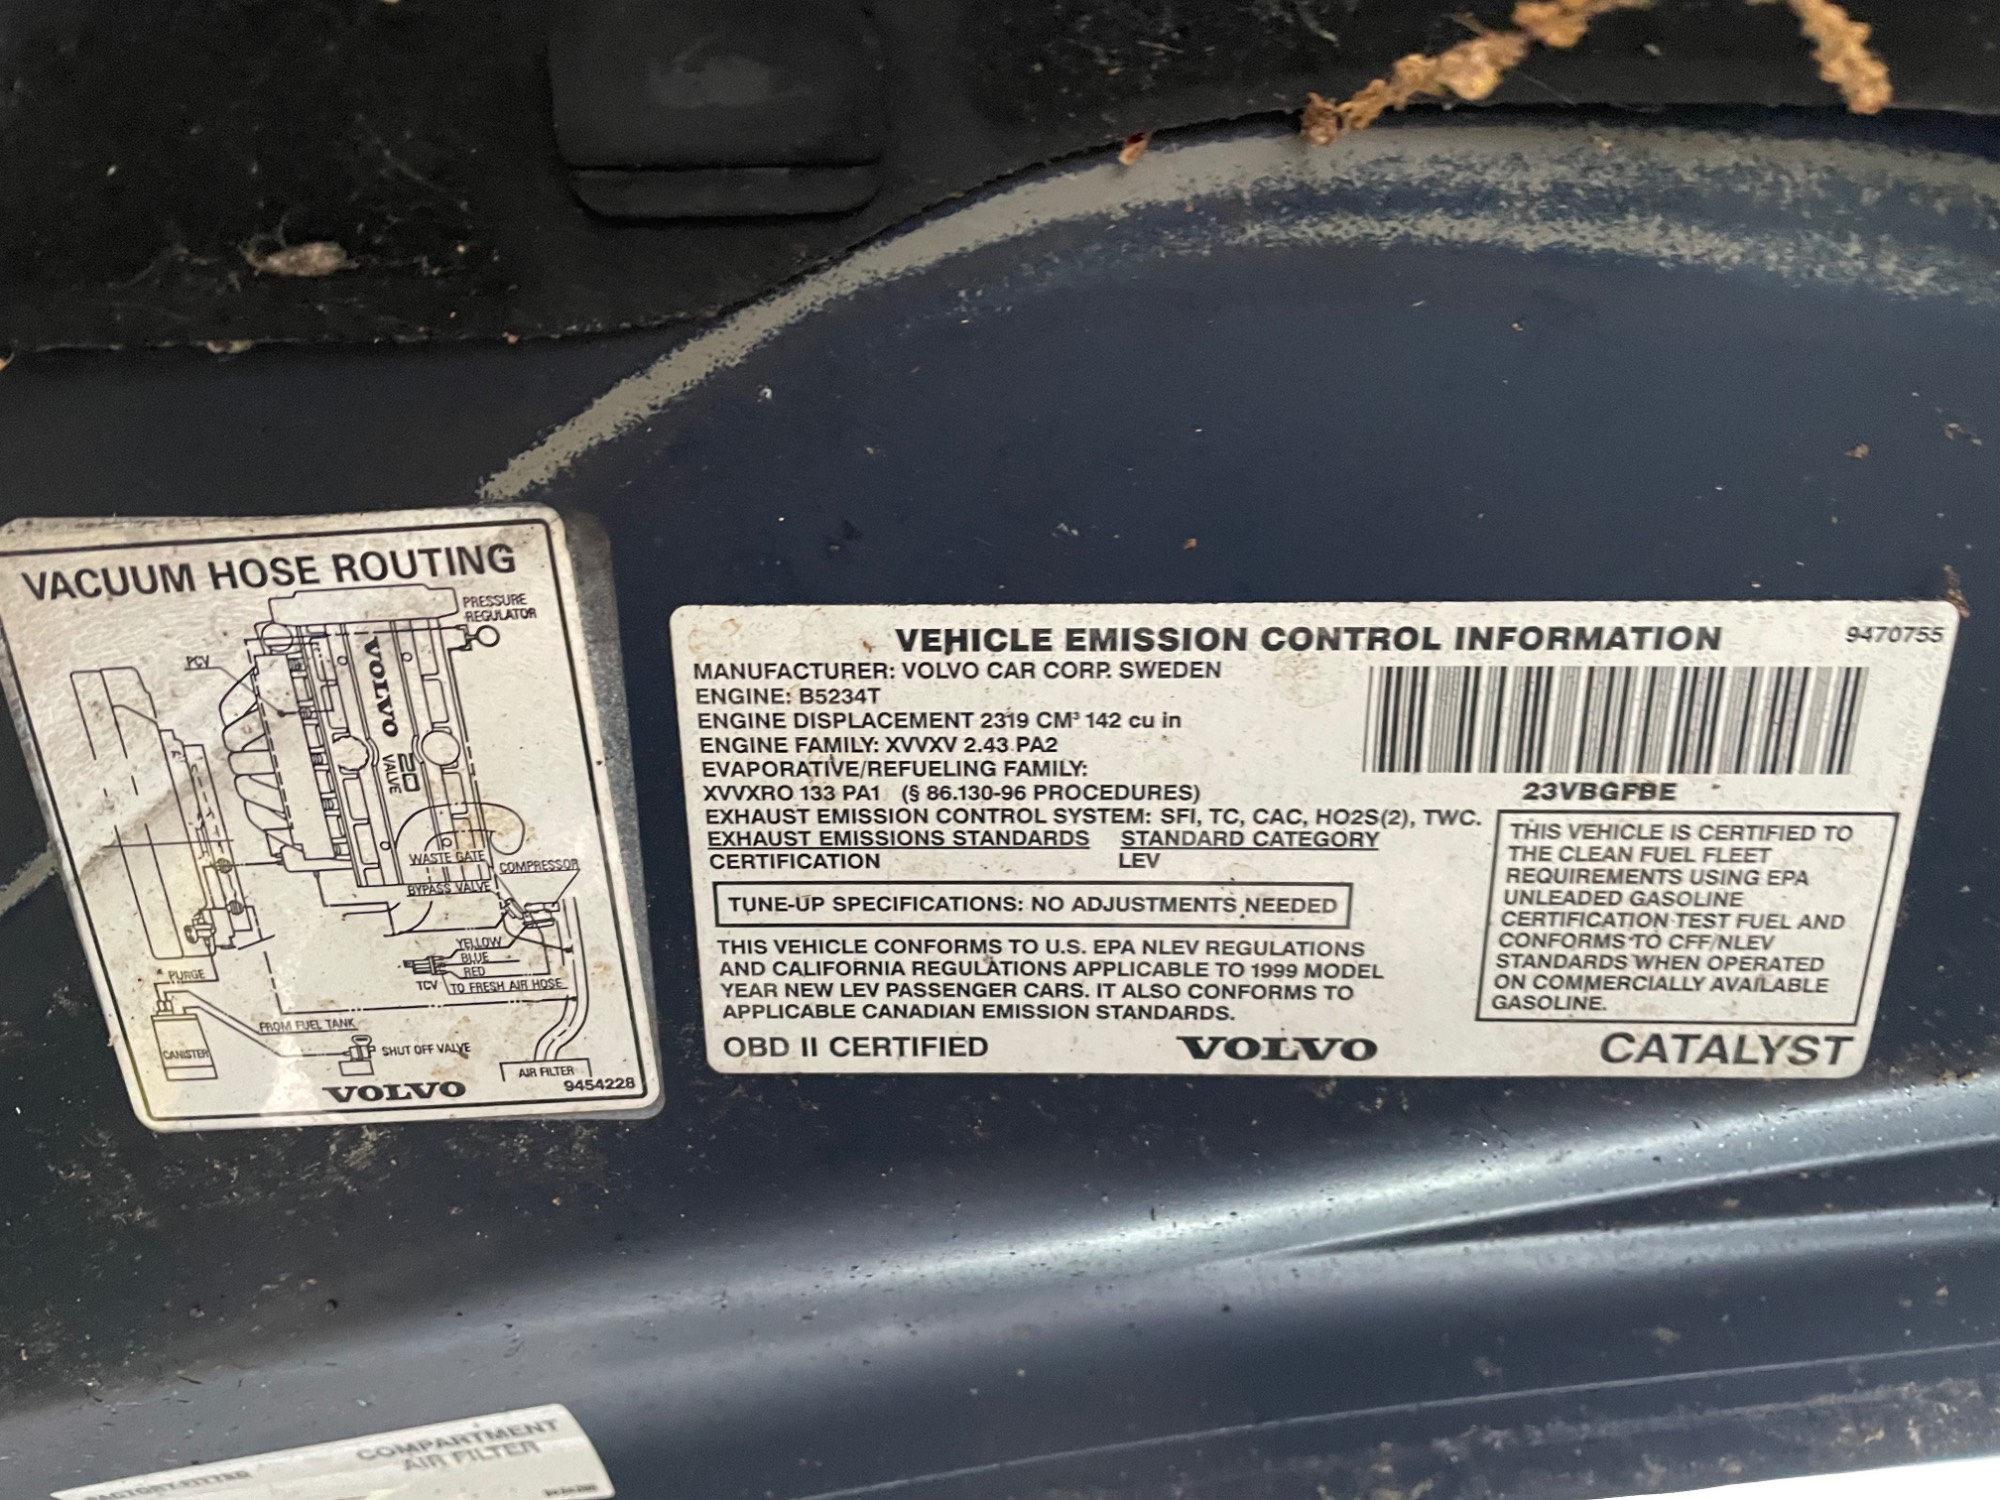 VACUUM HOSE ROUTING
PRESSURE
REGULATOR
PCV
VOLVO
20
VALVE
WASTE GATE
COMPRESSOR
BYPASS VALVE
YELLOW
BLUE
RED
TCV
TO FRESH AIR HOSE
PURGE
FROM FUEL TANK
CANISTER
SHUT OFF VALVE
AIR FILTER
VOLVO
9454228
VEHICLE EMISSION CONTROL INFORMATION
9470755
MANUFACTURER: VOLVO CAR CORP. SWEDEN
ENGINE: B5234T
ENGINE DISPLACEMENT 2319 CM³ 142 cu in
ENGINE FAMILY: XVVXV 2.43 PA2
EVAPORATIVE/REFUELING FAMILY:
XVVXRO 133 PA1 (§ 86.130-96 PROCEDURES)
EXHAUST EMISSION CONTROL SYSTEM: SFI, TC, CAC, HO2S(2), TWC.
EXHAUST EMISSIONS STANDARDS STANDARD CATEGORY
CERTIFICATION LEV
TUNE-UP SPECIFICATIONS: NO ADJUSTMENTS NEEDED
THIS VEHICLE CONFORMS TO U.S. EPA NLEV REGULATIONS
AND CALIFORNIA REGULATIONS APPLICABLE TO 1999 MODEL
YEAR NEW LEV PASSENGER CARS. IT ALSO CONFORMS TO
APPLICABLE CANADIAN EMISSION STANDARDS.
OBD II CERTIFIED
VOLVO
23VBGFBE
THIS VEHICLE IS CERTIFIED TO
THE CLEAN FUEL FLEET
REQUIREMENTS USING EPA
UNLEADED GASOLINE
CERTIFICATION TEST FUEL AND
CONFORMS TO CFF/NLEV
STANDARDS WHEN OPERATED
ON COMMERCIALLY AVAILABLE
GASOLINE.
CATALYST
COMPARTMENT
AIR FILTER
FACTORY-FITTED